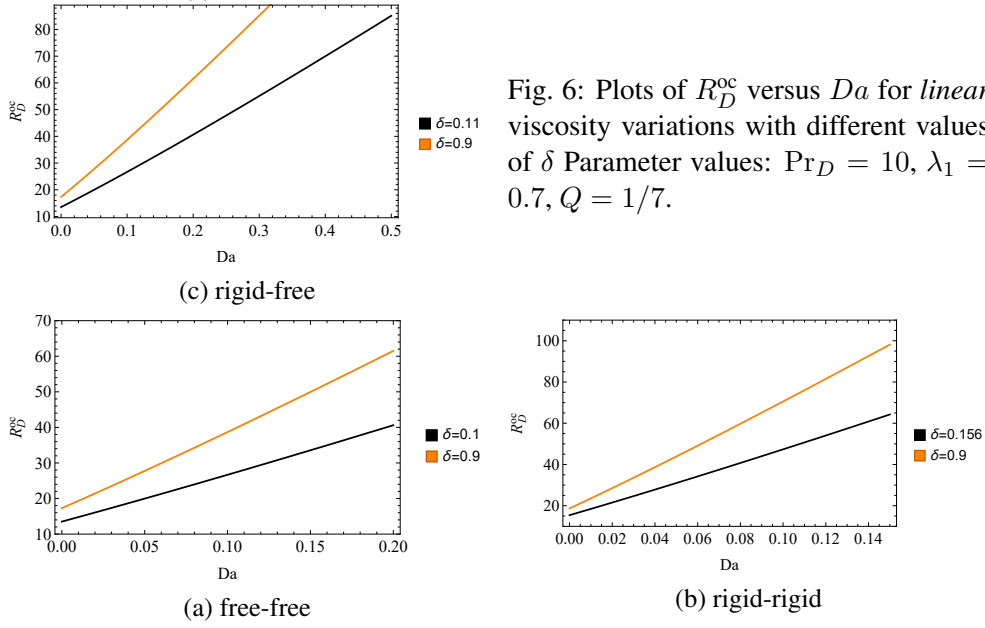 80
70
60
50
40
30
20
10
R_D^oc
0.0 0.1 0.2 0.3 0.4 0.5
Da
δ=0.11
δ=0.9
(c) rigid-free
Fig. 6: Plots of R_D^oc versus Da for linear
viscosity variations with different values
of δ Parameter values: Pr_D = 10, λ_1 =
0.7, Q = 1/7.
70
60
50
40
30
20
10
R_D^oc
0.00 0.05 0.10 0.15 0.20
Da
δ=0.1
δ=0.9
(a) free-free
100
80
60
40
20
R_D^oc
0.00 0.02 0.04 0.06 0.08 0.10 0.12 0.14
Da
δ=0.156
δ=0.9
(b) rigid-rigid